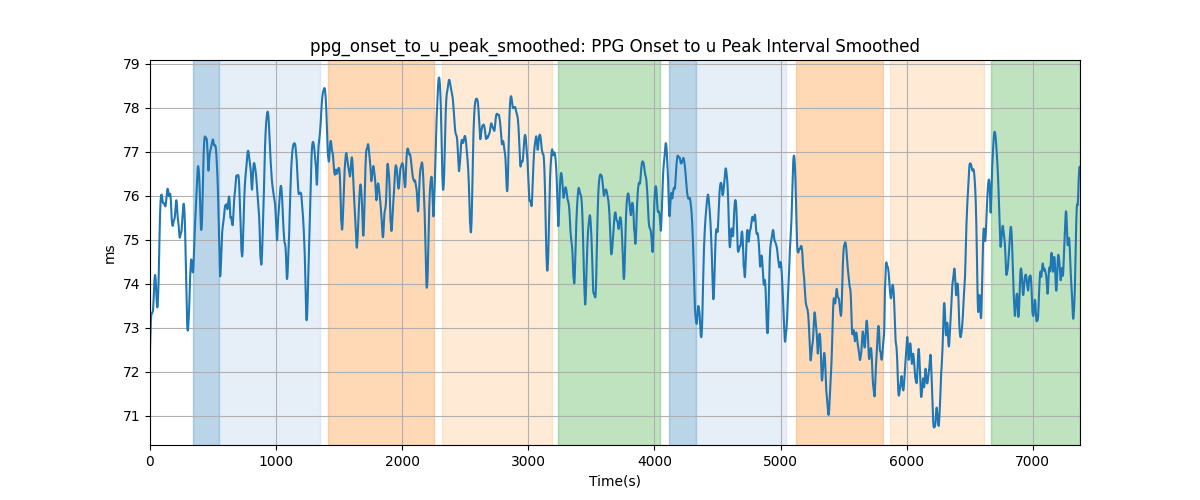 ppg_onset_to_u_peak_smoothed: PPG Onset to u Peak Interval Smoothed
79
78
77
76
75
74
73
72
71
ms
0 1000 2000 3000 4000 5000 6000 7000
Time(s)